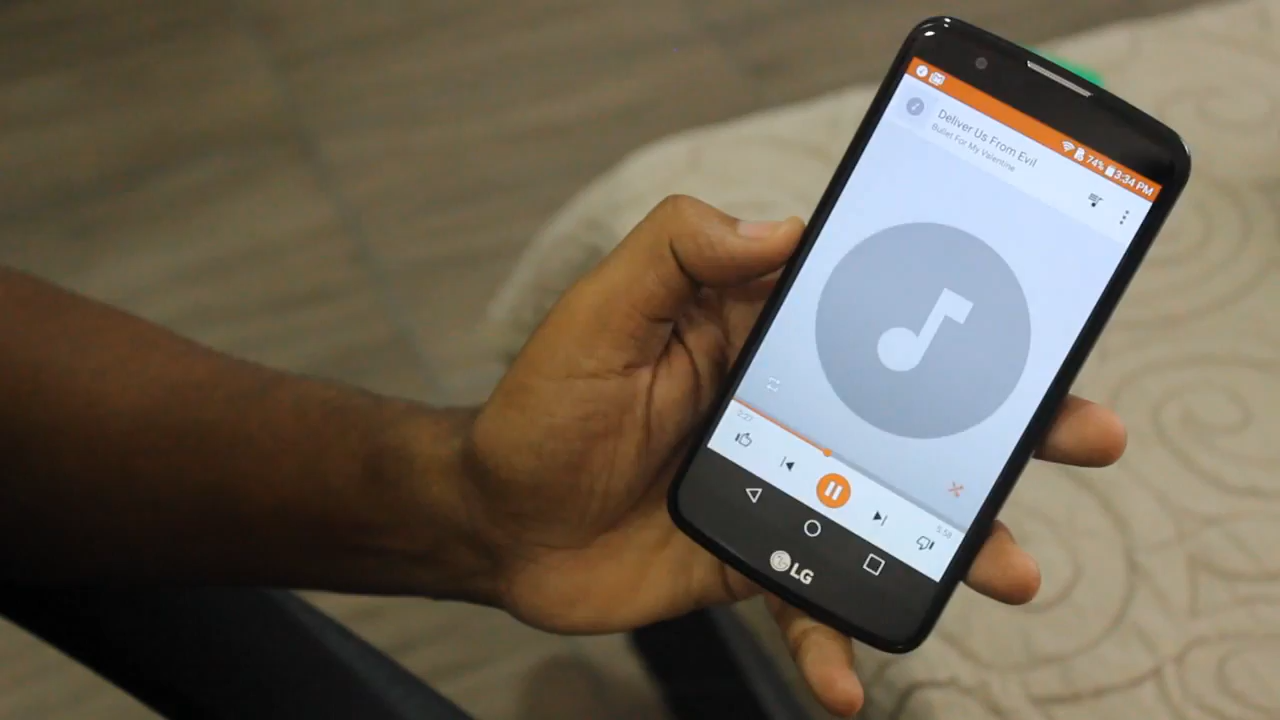 74% 3:34 PM
Deliver Us From Evil
Bullet For My Valentine
2:27
5:58
LG